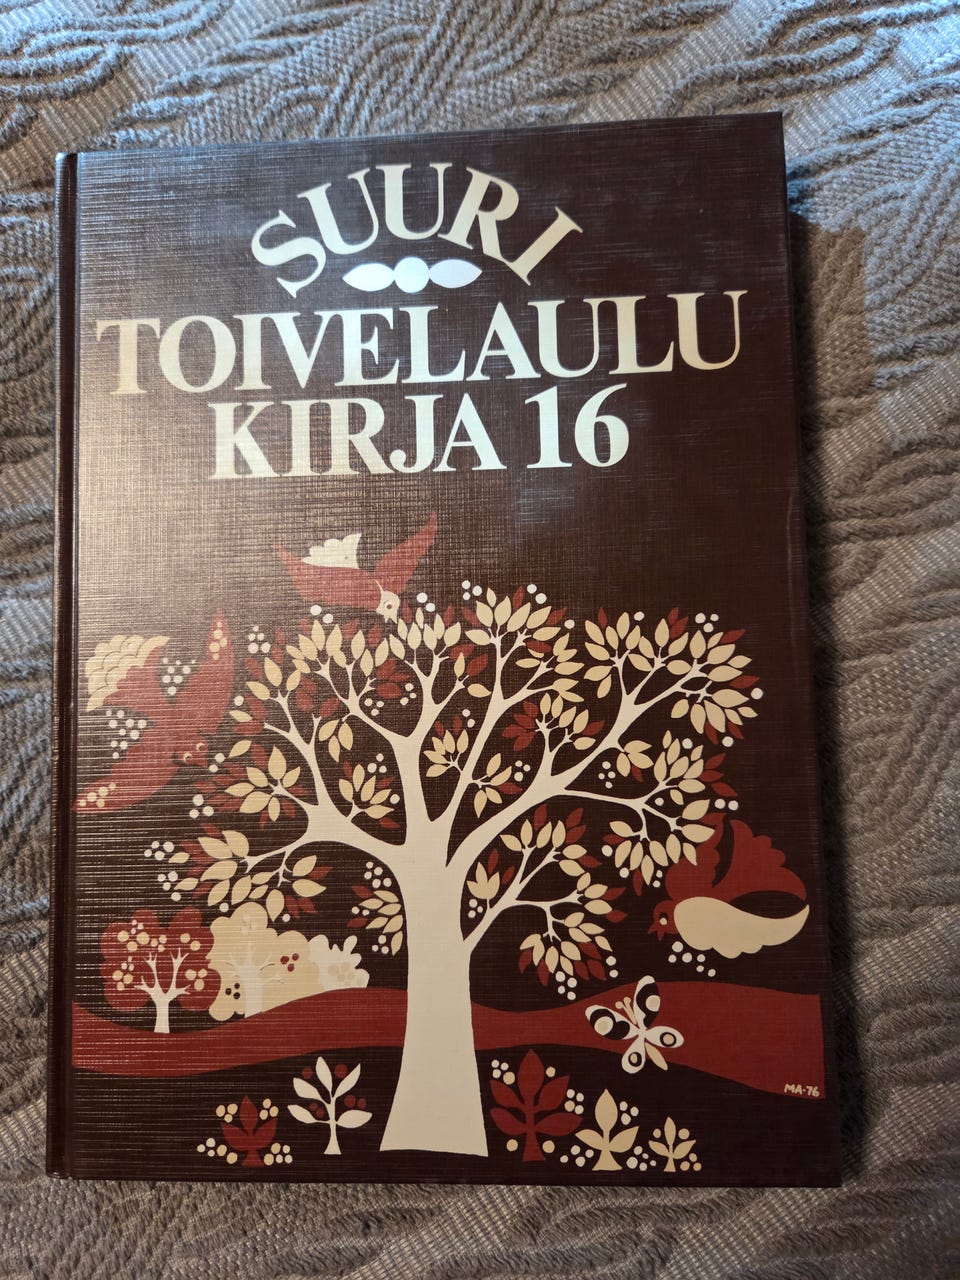 SUURI
TOIVELAULU
KIRJA 16
MA-76